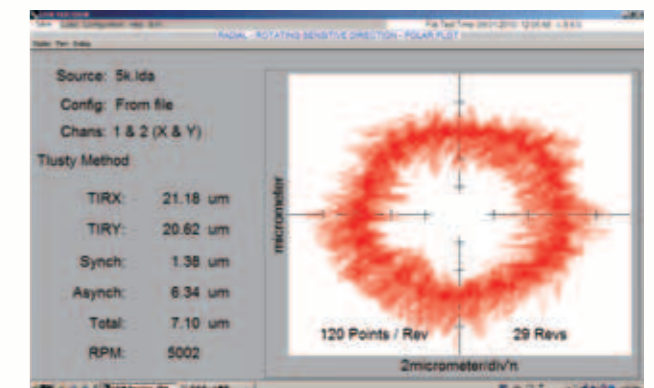 RADIAL - ROTATING SENSITIVE DIRECTION - POLAR PLOT
Source: 5k.lda
Config: From file
Chans: 1 & 2 (X & Y)
Tlusty Method
TIRX: 21.18 um
TIRY: 20.62 um
Synch: 1.38 um
Asynch: 6.34 um
Total: 7.10 um
RPM: 5002
micrometer
120 Points / Rev
29 Revs
2micrometer/div'n